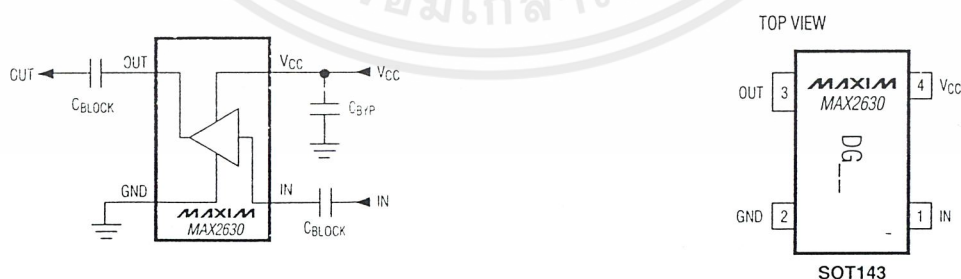 TOP VIEW
OUT
OUT
CBLOCK
VCC
VCC
CBYP
GND
IN
IN
CBLOCK
MAXIM
MAX2630
OUT
3
MAXIM
MAX2630
4
VCC
DG_ _
GND
2
1
IN
SOT143